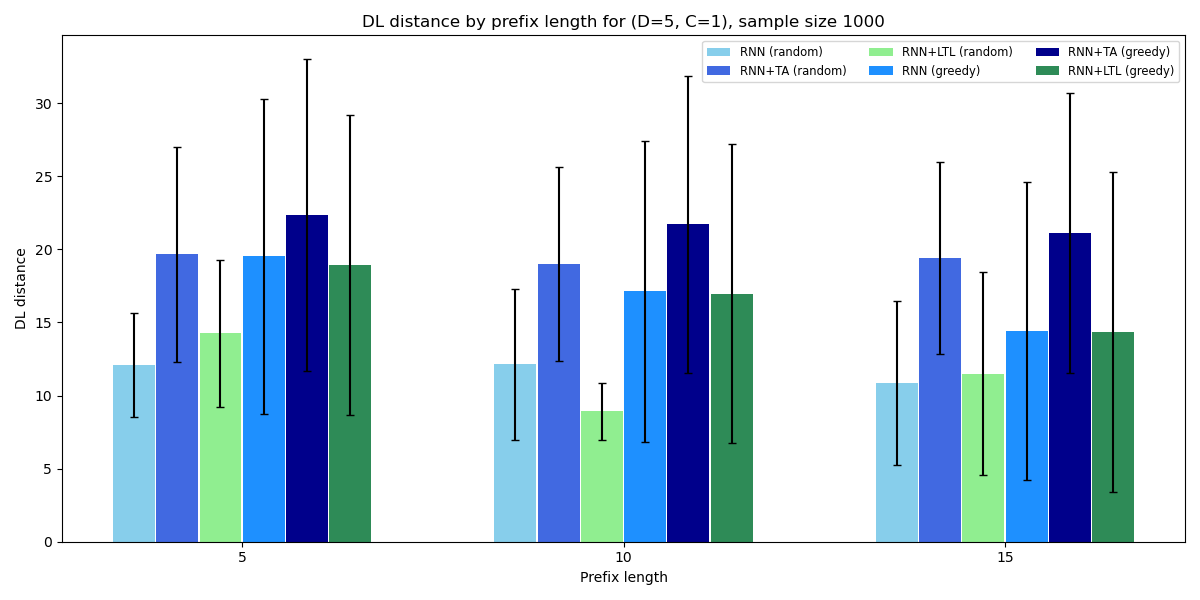 DL distance by prefix length for (D=5, C=1), sample size 1000
RNN (random)
RNN+TA (random)
RNN+LTL (random)
RNN (greedy)
RNN+TA (greedy)
RNN+LTL (greedy)
DL distance
30
25
20
15
10
5
0
5
10
15
Prefix length